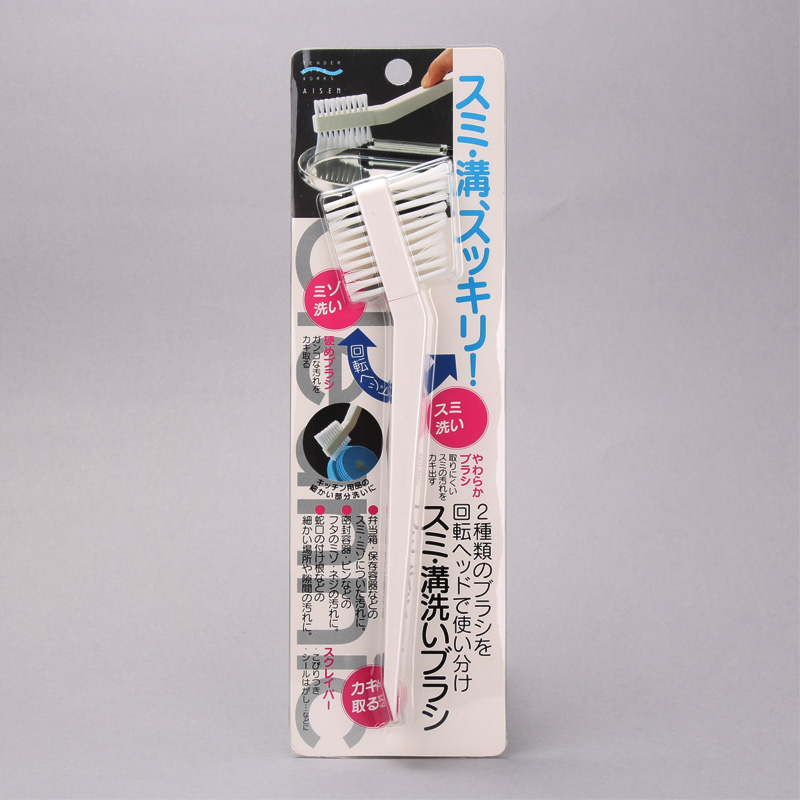 WENDER
WORKS
AISEN
スミ・溝、スッキリ!
ミゾ
洗い
硬めブラシ
ガンコな汚れを
カキ取る
回転
スミ
洗い
やわらか
ブラシ
取りにくい
スミの汚れを
カキ出す
キッチン用品の
細かい部分洗いに
2種類のブラシを
回転ヘッドで使い分け
スミ・溝洗いブラシ
●弁当箱・保存容器などの
スミ・ミゾについた汚れに。
●密封容器・ビンなどの
フタのミゾ・ネジの汚れに。
●蛇口の付け根などの
細かい場所や隙間の汚れに。
スクレイパー
・こびりつき
・シールはがし…などに
カキ
取る